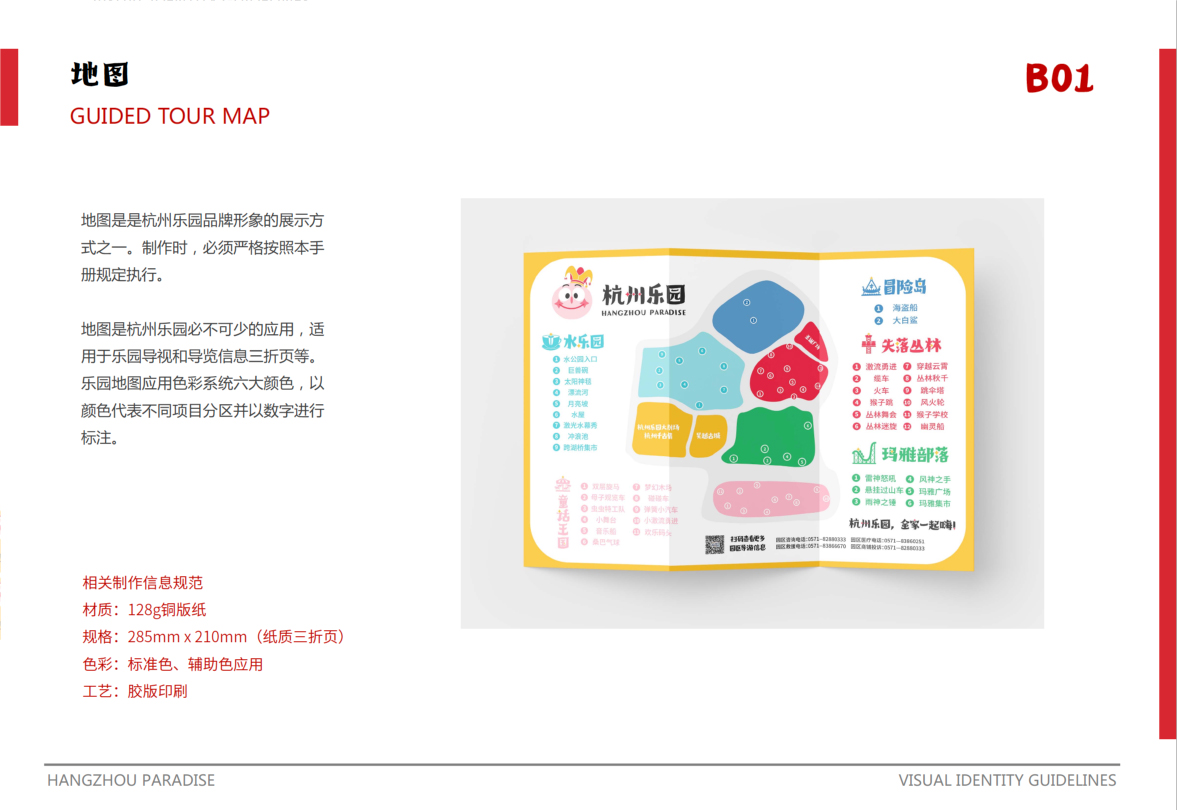 地图
GUIDED TOUR MAP
B01
地图是是杭州乐园品牌形象的展示方
式之一。制作时，必须严格按照本手
册规定执行。
地图是杭州乐园必不可少的应用，适
用于乐园导视和导览信息三折页等。
乐园地图应用色彩系统六大颜色，以
颜色代表不同项目分区并以数字进行
标注。
相关制作信息规范
材质：128g铜版纸
规格：285mm x 210mm（纸质三折页）
色彩：标准色、辅助色应用
工艺：胶版印刷
杭州乐园
HANGZHOU PARADISE
水乐园
1 水公园入口
2 巨兽碗
3 太阳神毯
4 漂流河
5 月亮坡
6 水寨
7 激光水幕秀
8 冲浪池
9 跨湖桥集市
童话王国
冒险岛
1 海盗船
2 大白鲨
失落丛林
1 激流勇进 7 穿越云霄
2 缆车 8 丛林秋千
3 火车 9 跳伞塔
4 猴子跳 10 风火轮
5 丛林舞会 11 猴子学校
6 丛林迷旋 12 幽灵船
玛雅部落
1 雷神怒吼 4 风神之手
2 悬挂过山车 5 玛雅广场
3 雨神之锤 6 玛雅集市
杭州乐园，全家一起嗨!
扫码查看更多
园区导游信息
HANGZHOU PARADISE
VISUAL IDENTITY GUIDELINES